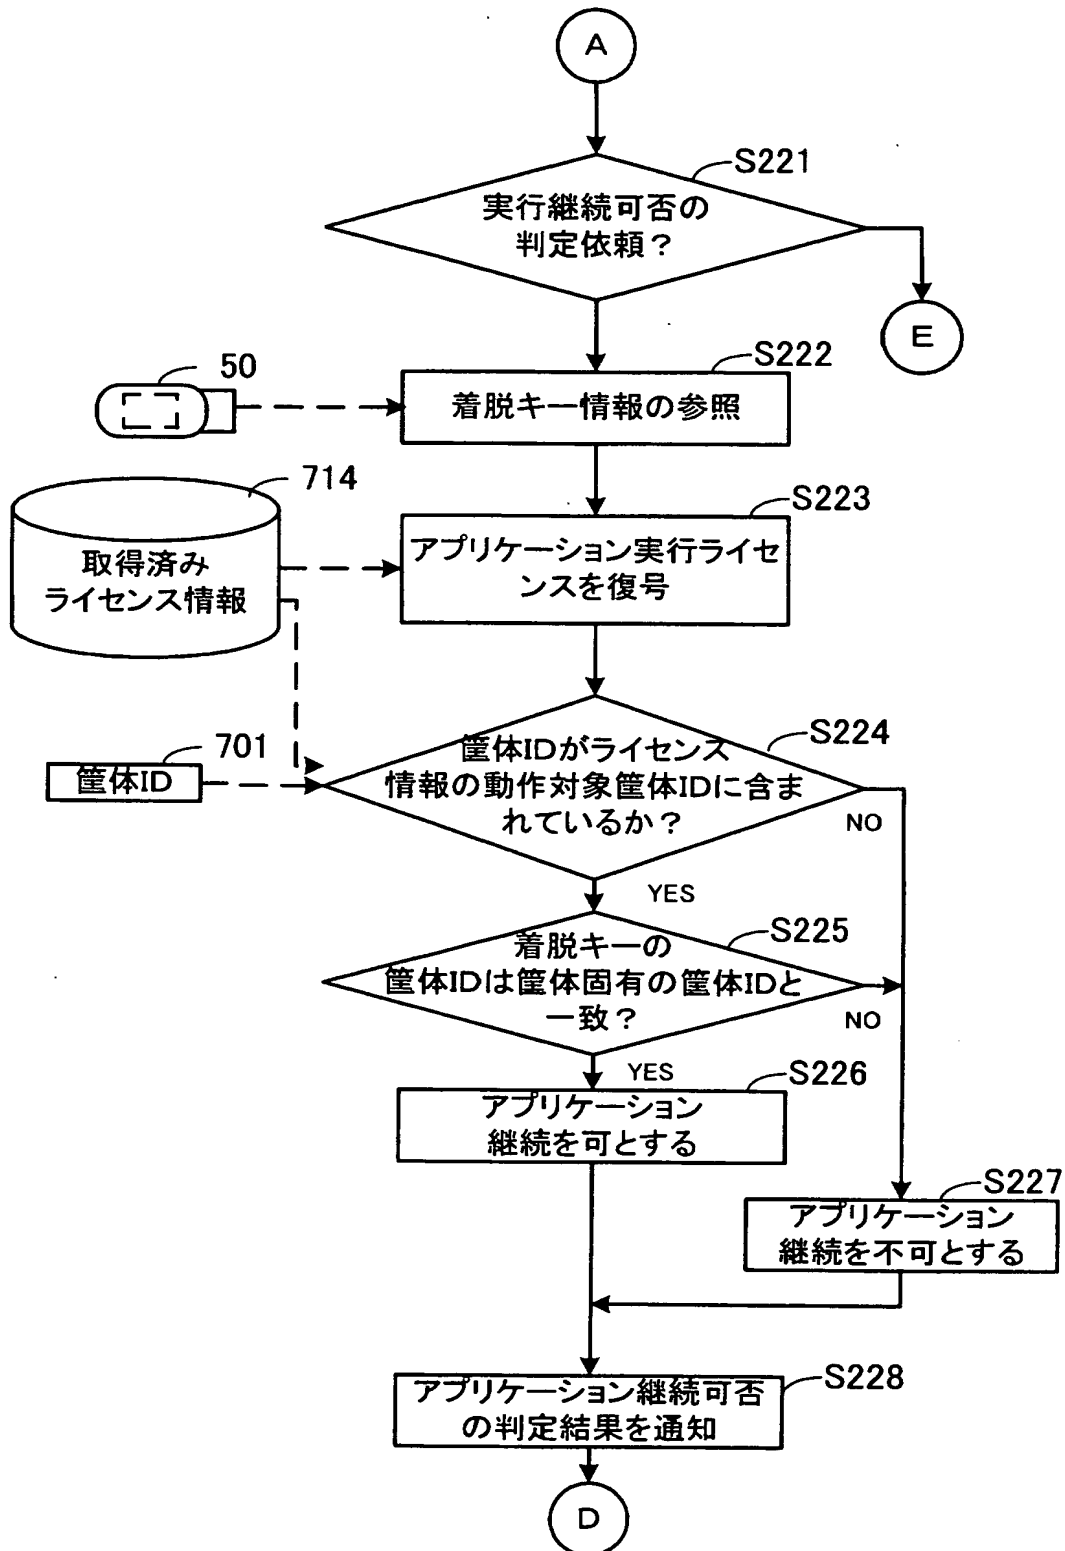 A
S221
実行継続可否の
判定依頼？
E
S222
50
着脱キー情報の参照
714
S223
取得済み
ライセンス情報
アプリケーション実行ライセ
ンスを復号
S224
701
筐体ID
筐体IDがライセンス
情報の動作対象筐体IDに含ま
れているか？
NO
YES
S225
着脱キーの
筐体IDは筐体固有の筐体IDと
一致？
NO
YES
S226
アプリケーション
継続を可とする
S227
アプリケーション
継続を不可とする
S228
アプリケーション継続可否
の判定結果を通知
D